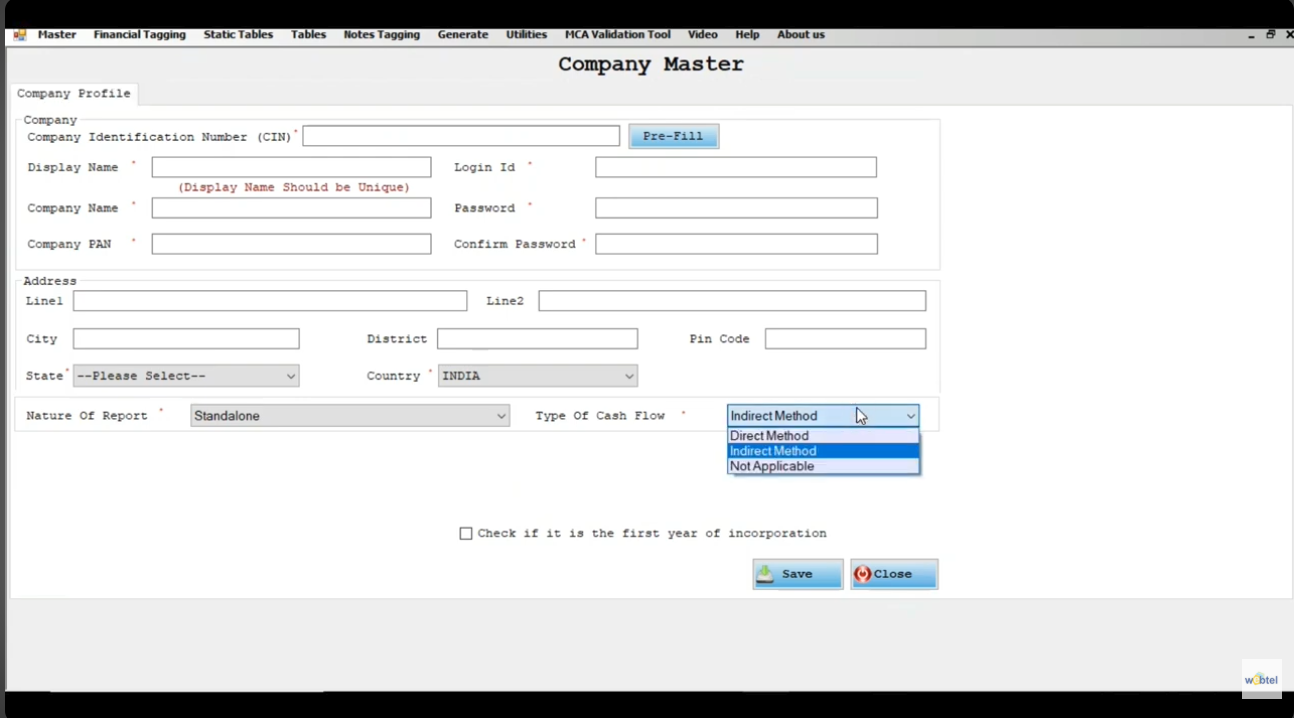 Master Financial Tagging Static Tables Tables Notes Tagging Generate Utilities MCA Validation Tool Video Help About us
Company Master
Company Profile
Company
Company Identification Number (CIN)* Pre-Fill
Display Name * Login Id *
(Display Name Should be Unique)
Company Name * Password *
Company PAN * Confirm Password *
Address
Line1 Line2
City District Pin Code
State* --Please Select-- Country * INDIA
Nature Of Report * Standalone Type Of Cash Flow * Indirect Method
Direct Method
Indirect Method
Not Applicable
Check if it is the first year of incorporation
Save Close
webtel